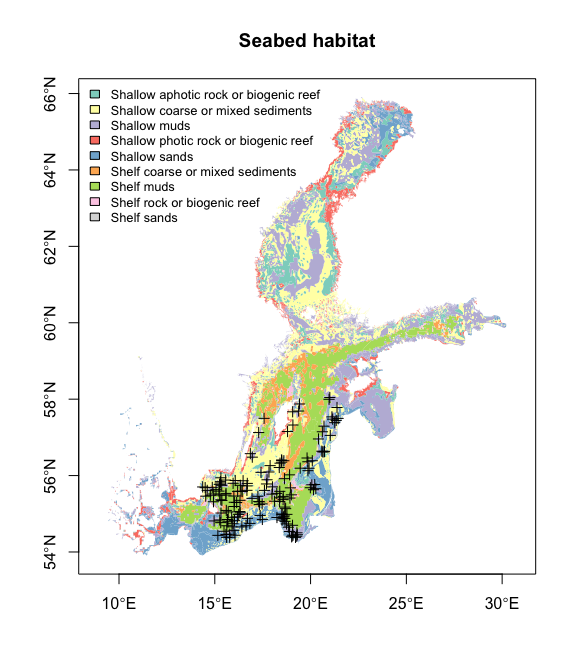 Seabed habitat
Shallow aphotic rock or biogenic reef
Shallow coarse or mixed sediments
Shallow muds
Shallow photic rock or biogenic reef
Shallow sands
Shelf coarse or mixed sediments
Shelf muds
Shelf rock or biogenic reef
Shelf sands
66°N
64°N
62°N
60°N
58°N
56°N
54°N
10°E 15°E 20°E 25°E 30°E